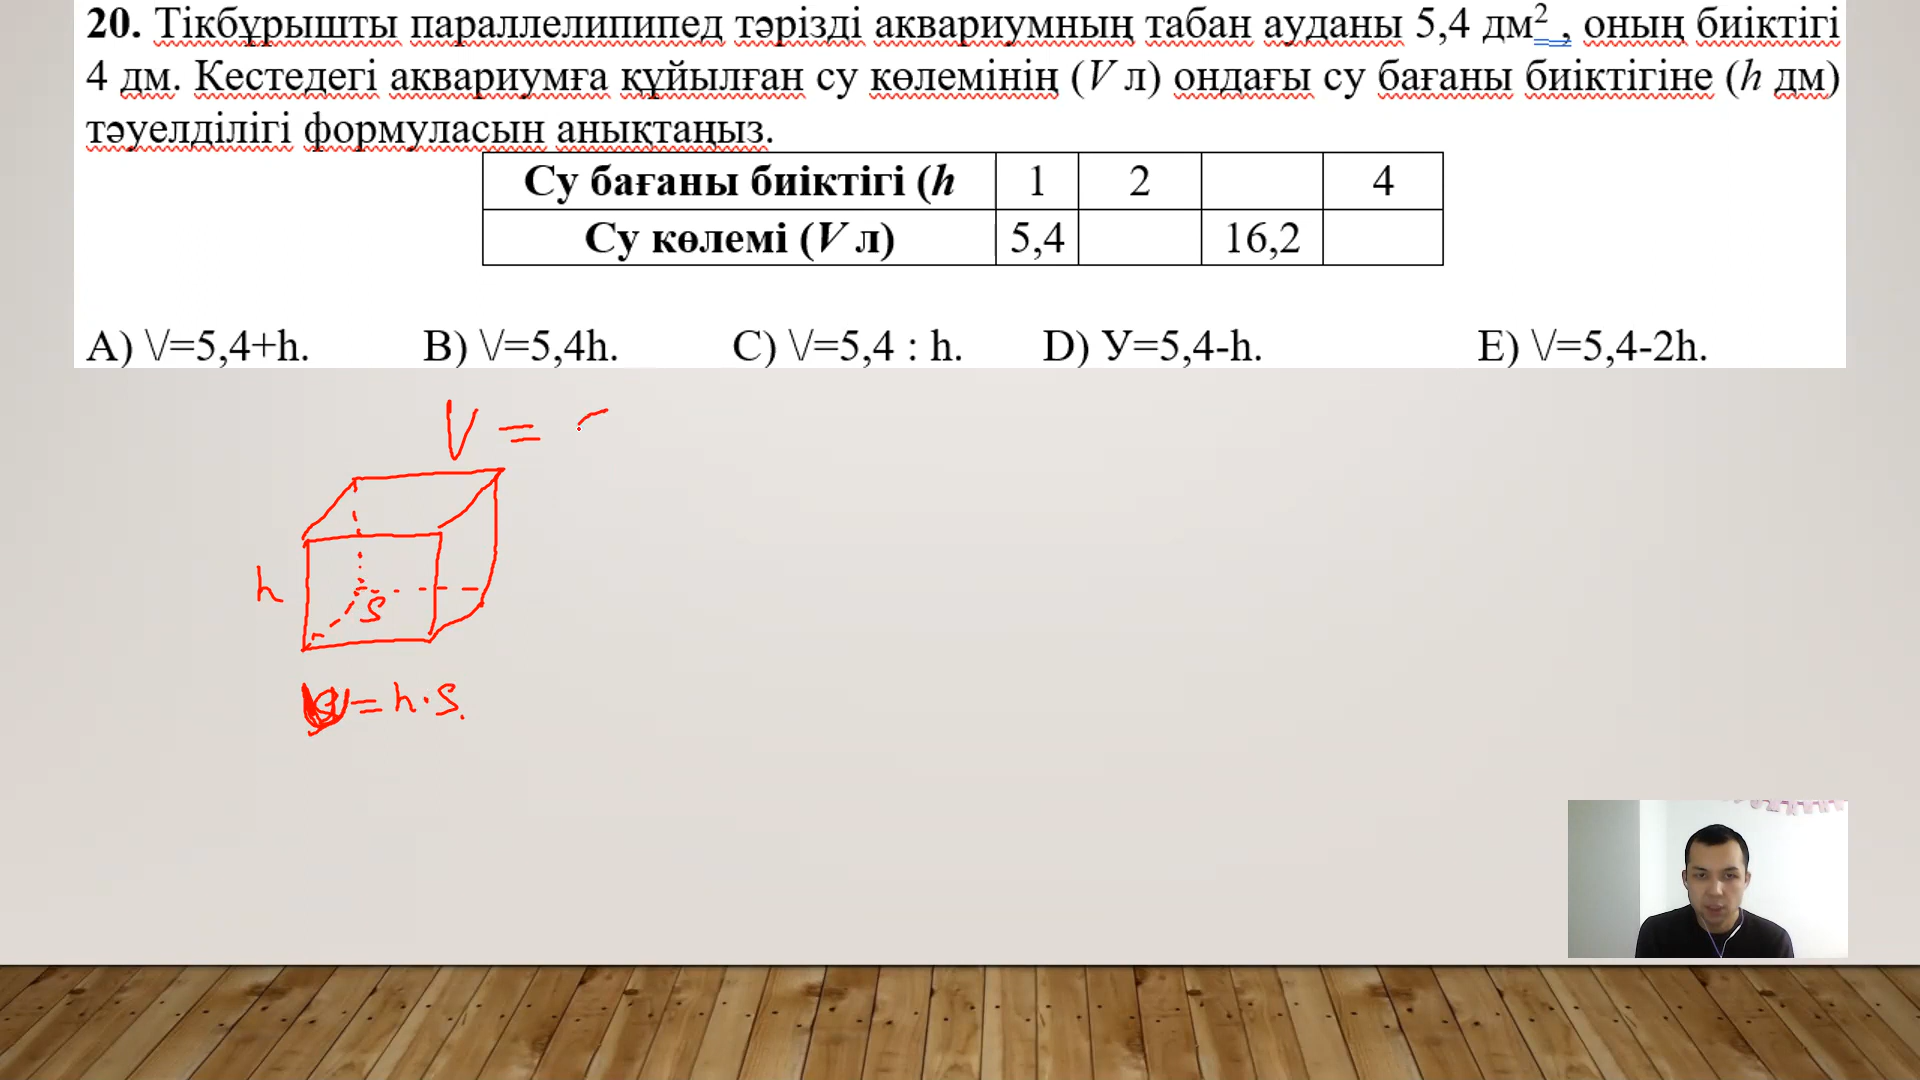 20. Тікбұрышты параллелипипед тәрізді аквариумның табан ауданы 5,4 дм², оның биіктігі
4 дм. Кестедегі аквариумға құйылған су көлемінің (V л) ондағы су бағаны биіктігіне (h дм)
тәуелділігі формуласын анықтаңыз.
Су бағаны биіктігі (h 1 2 4
Су көлемі (V л) 5,4 16,2
A) \/=5,4+h. B) \/=5,4h. C) \/=5,4 : h. D) У=5,4-h. E) \/=5,4-2h.
V =
h
S
= h · S.